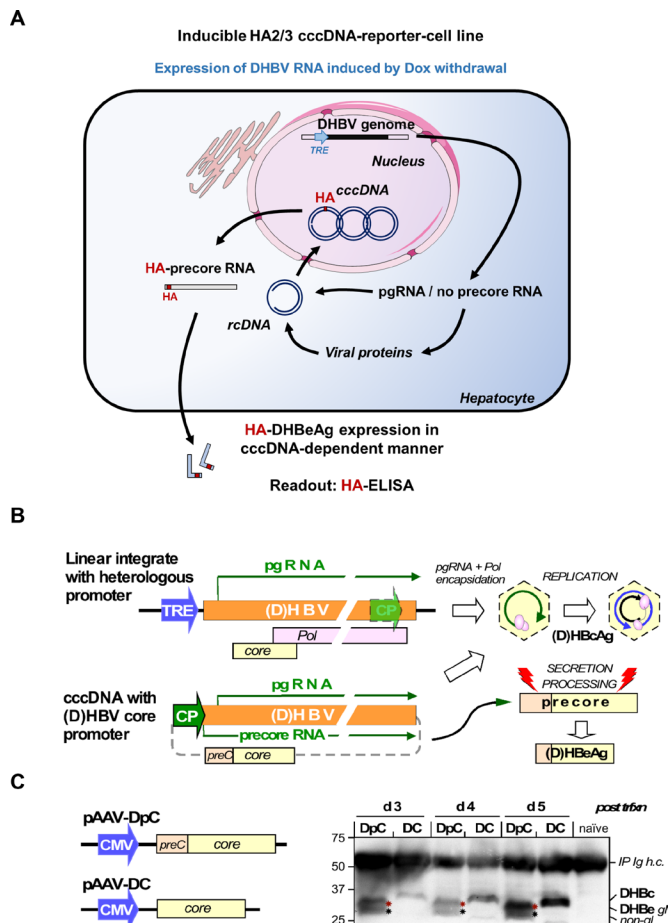 A
Inducible HA2/3 cccDNA-reporter-cell line
Expression of DHBV RNA induced by Dox withdrawal
DHBV genome
TRE
Nucleus
HA
cccDNA
HA-precore RNA
HA
rcDNA
pgRNA / no precore RNA
Viral proteins
Hepatocyte
HA-DHBeAg expression in
cccDNA-dependent manner
Readout: HA-ELISA
B
Linear integrate
with heterologous
promoter
pgRNA
TRE
(D)HBV
CP
Pol
core
pgRNA + Pol
encapsidation
REPLICATION
(D)HBcAg
cccDNA with
(D)HBV core
promoter
pgRNA
CP
(D)HBV
precore RNA
preC
core
SECRETION
PROCESSING
precore
(D)HBeAg
C
pAAV-DpC
CMV
preC
core
pAAV-DC
CMV
core
d3
d4
d5
post trfxn
DpC
DC
DpC
DC
DpC
DC
naïve
75
50
37
25
IP Ig h.c.
DHBc
DHBe gl
non-gl